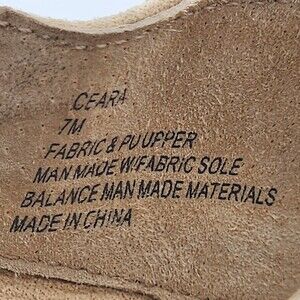 CEARA
7M
FABRIC & PU UPPER
MAN MADE W/FABRIC SOLE
BALANCE MAN MADE MATERIALS
MADE IN CHINA